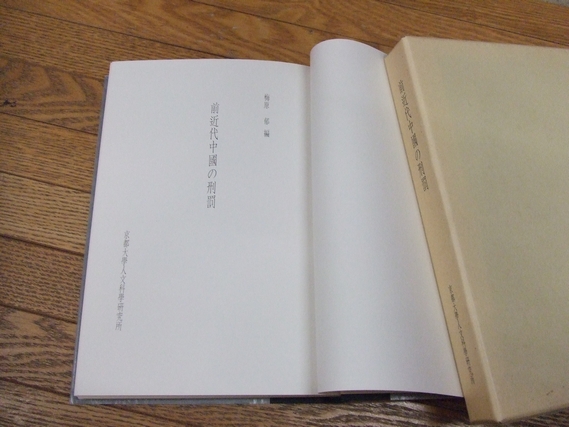 梅原 郁 編
前近代中國の刑罰
京都大學人文科學研究所
前近代中國の刑罰
京都大學人文科學研究所